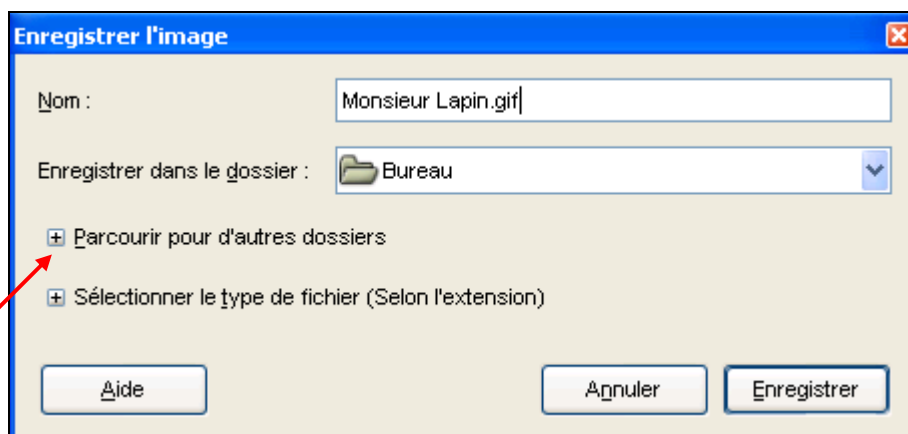 Enregistrer l'image
Nom : Monsieur Lapin.gif
Enregistrer dans le dossier : Bureau
Parcourir pour d'autres dossiers
Sélectionner le type de fichier (Selon l'extension)
Aide Annuler Enregistrer